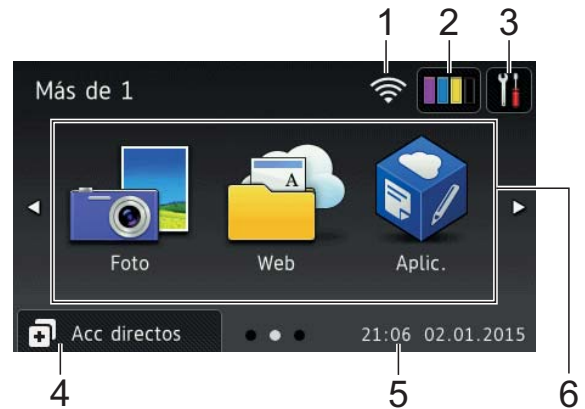 1 2 3
Más de 1
A
Foto Web Aplic.
Acc directos 21:06 02.01.2015
4 5 6